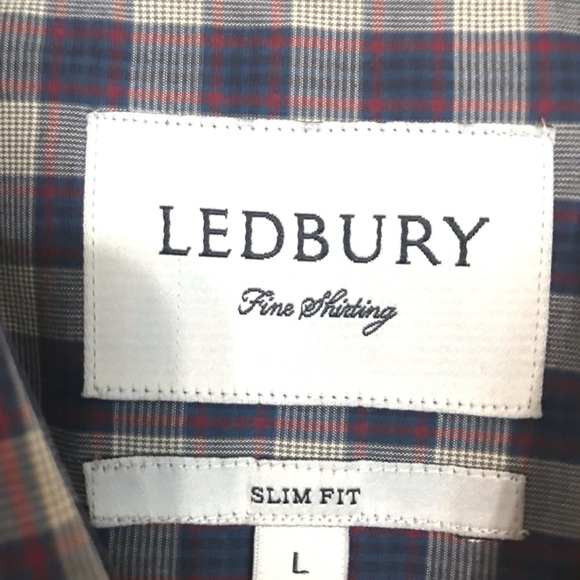 LEDBURY
Fine Shirting
SLIM FIT
L